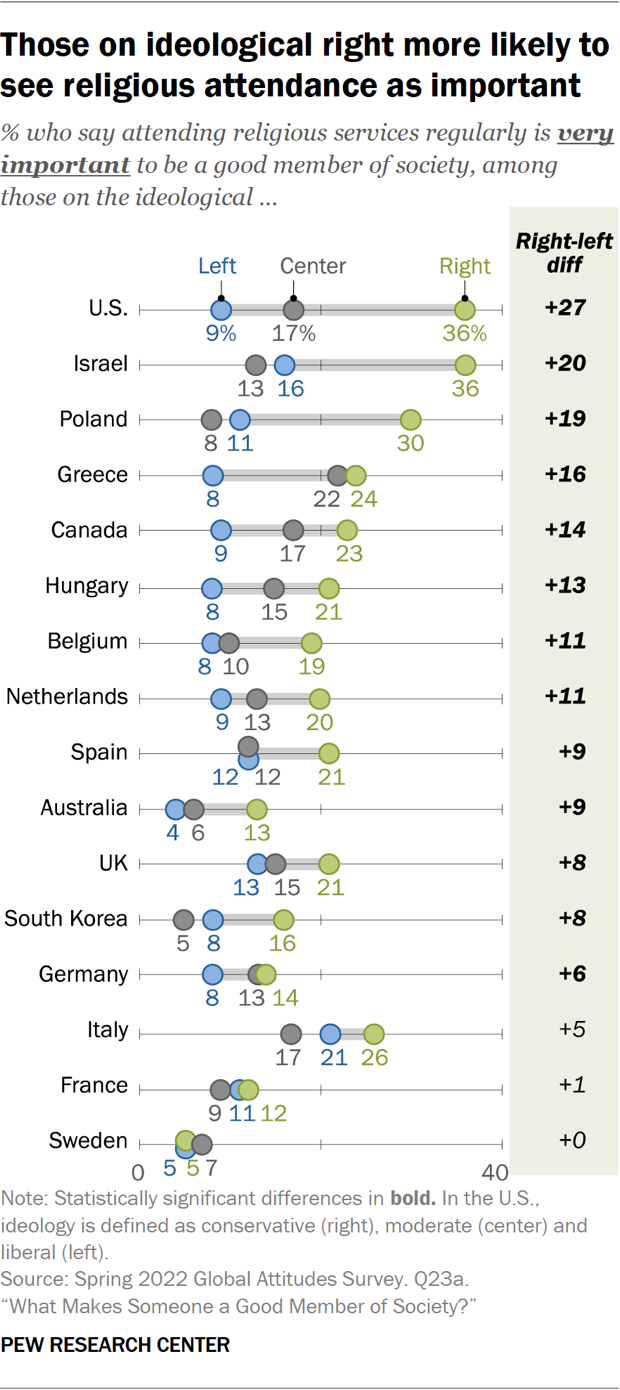 Those on ideological right more likely to
see religious attendance as important
% who say attending religious services regularly is very
important to be a good member of society, among
those on the ideological ...
Right-left
diff
Left Center Right
U.S. 9% 17% 36% +27
Israel 13 16 36 +20
Poland 8 11 30 +19
Greece 8 22 24 +16
Canada 9 17 23 +14
Hungary 8 15 21 +13
Belgium 8 10 19 +11
Netherlands 9 13 20 +11
Spain 12 12 21 +9
Australia 4 6 13 +9
UK 13 15 21 +8
South Korea 5 8 16 +8
Germany 8 13 14 +6
Italy 17 21 26 +5
France 9 11 12 +1
Sweden 5 5 7 +0
0 40
Note: Statistically significant differences in bold. In the U.S.,
ideology is defined as conservative (right), moderate (center) and
liberal (left).
Source: Spring 2022 Global Attitudes Survey. Q23a.
“What Makes Someone a Good Member of Society?”
PEW RESEARCH CENTER